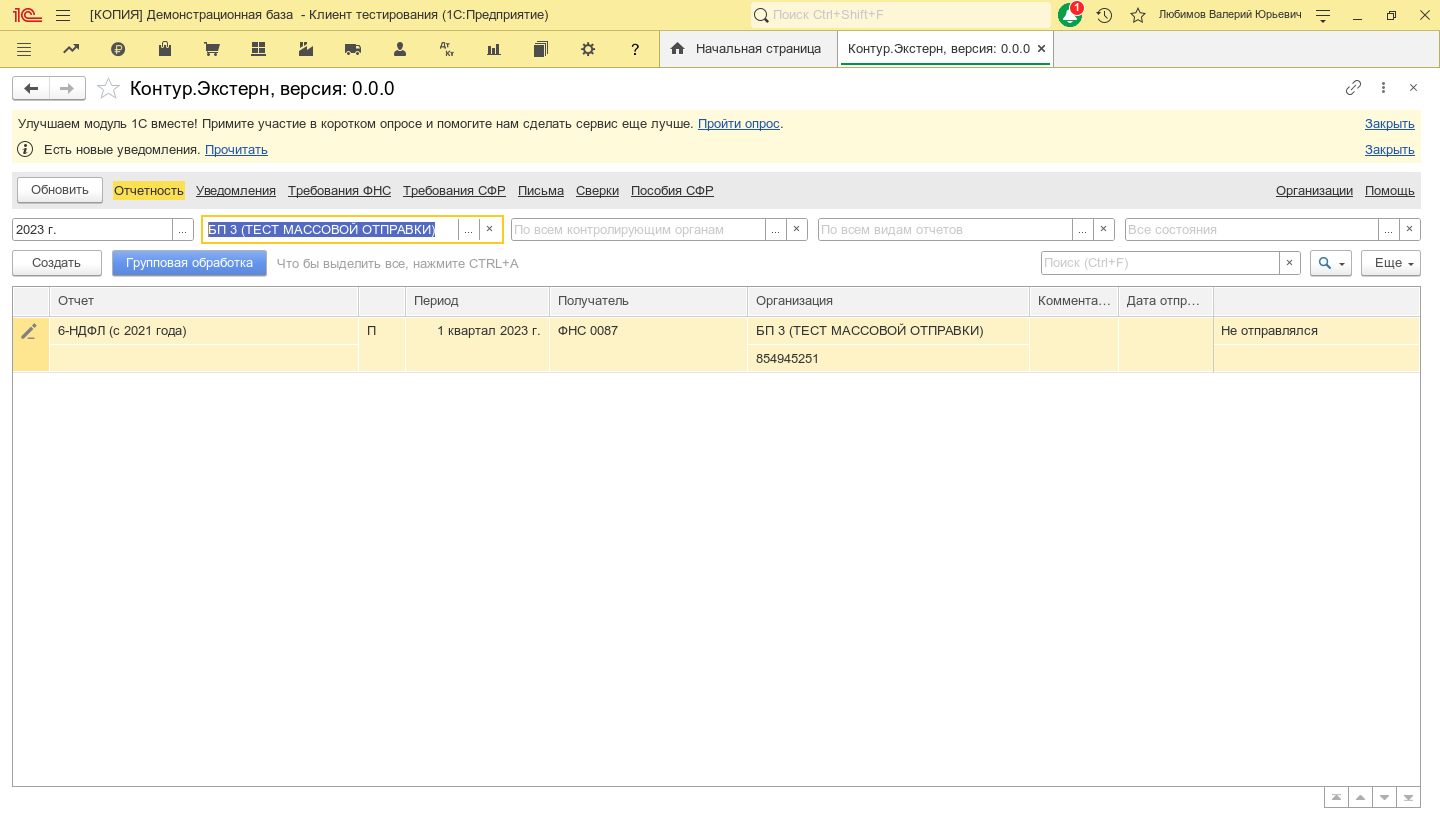 [КОПИЯ] Демонстрационная база - Клиент тестирования (1С:Предприятие)
Поиск Ctrl+Shift+F
1
Любимов Валерий Юрьевич
Дт Кт
?
Начальная страница
Контур.Экстерн, версия: 0.0.0
Контур.Экстерн, версия: 0.0.0
Улучшаем модуль 1С вместе! Примите участие в коротком опросе и помогите нам сделать сервис еще лучше. Пройти опрос.
Закрыть
Есть новые уведомления. Прочитать
Закрыть
Обновить
Отчетность
Уведомления
Требования ФНС
Требования СФР
Письма
Сверки
Пособия СФР
Организации
Помощь
2023 г.
...
БП 3 (ТЕСТ МАССОВОЙ ОТПРАВКИ)
...
По всем контролирующим органам
...
По всем видам отчетов
...
Все состояния
...
Создать
Групповая обработка
Что бы выделить все, нажмите CTRL+A
Поиск (Ctrl+F)
Еще
Отчет
Период
Получатель
Организация
Коммента...
Дата отпр...
6-НДФЛ (с 2021 года)
П
1 квартал 2023 г.
ФНС 0087
БП 3 (ТЕСТ МАССОВОЙ ОТПРАВКИ)
Не отправлялся
854945251